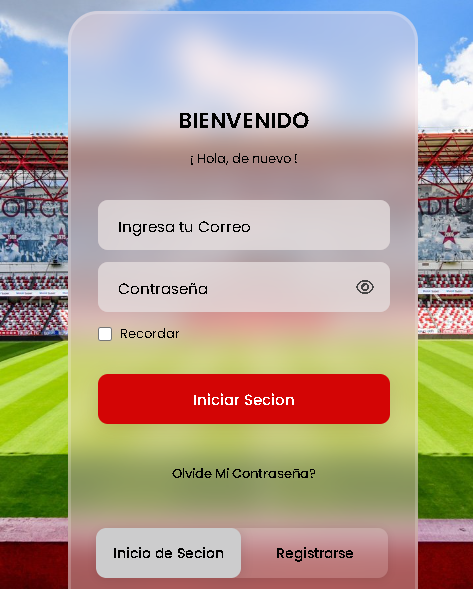 BIENVENIDO
¡ Hola, de nuevo !
Ingresa tu Correo
Contraseña
Recordar
Iniciar Secion
Olvide Mi Contraseña?
Inicio de Secion Registrarse